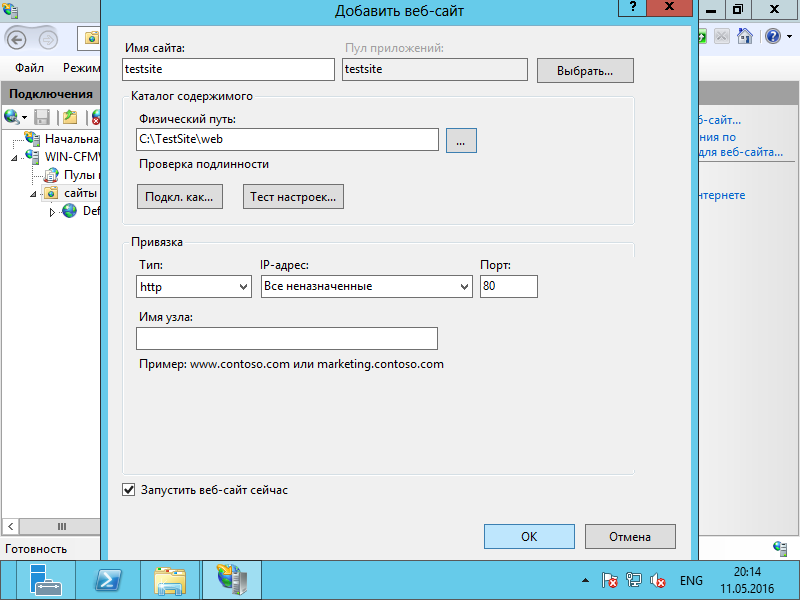 Добавить веб-сайт
?
Файл Режим
Подключения
Начальна
WIN-CFMV
Пулы
сайты
Def
Готовность
Имя сайта:
Пул приложений:
testsite
testsite
Выбрать...
Каталог содержимого
Физический путь:
C:\TestSite\web
...
Проверка подлинности
Подкл. как...
Тест настроек...
Привязка
Тип:
IP-адрес:
Порт:
http
Все неназначенные
80
Имя узла:
Пример: www.contoso.com или marketing.contoso.com
Запустить веб-сайт сейчас
OK
Отмена
б-сайт...
ния по
для веб-сайта...
нтернете
ENG
20:14
11.05.2016